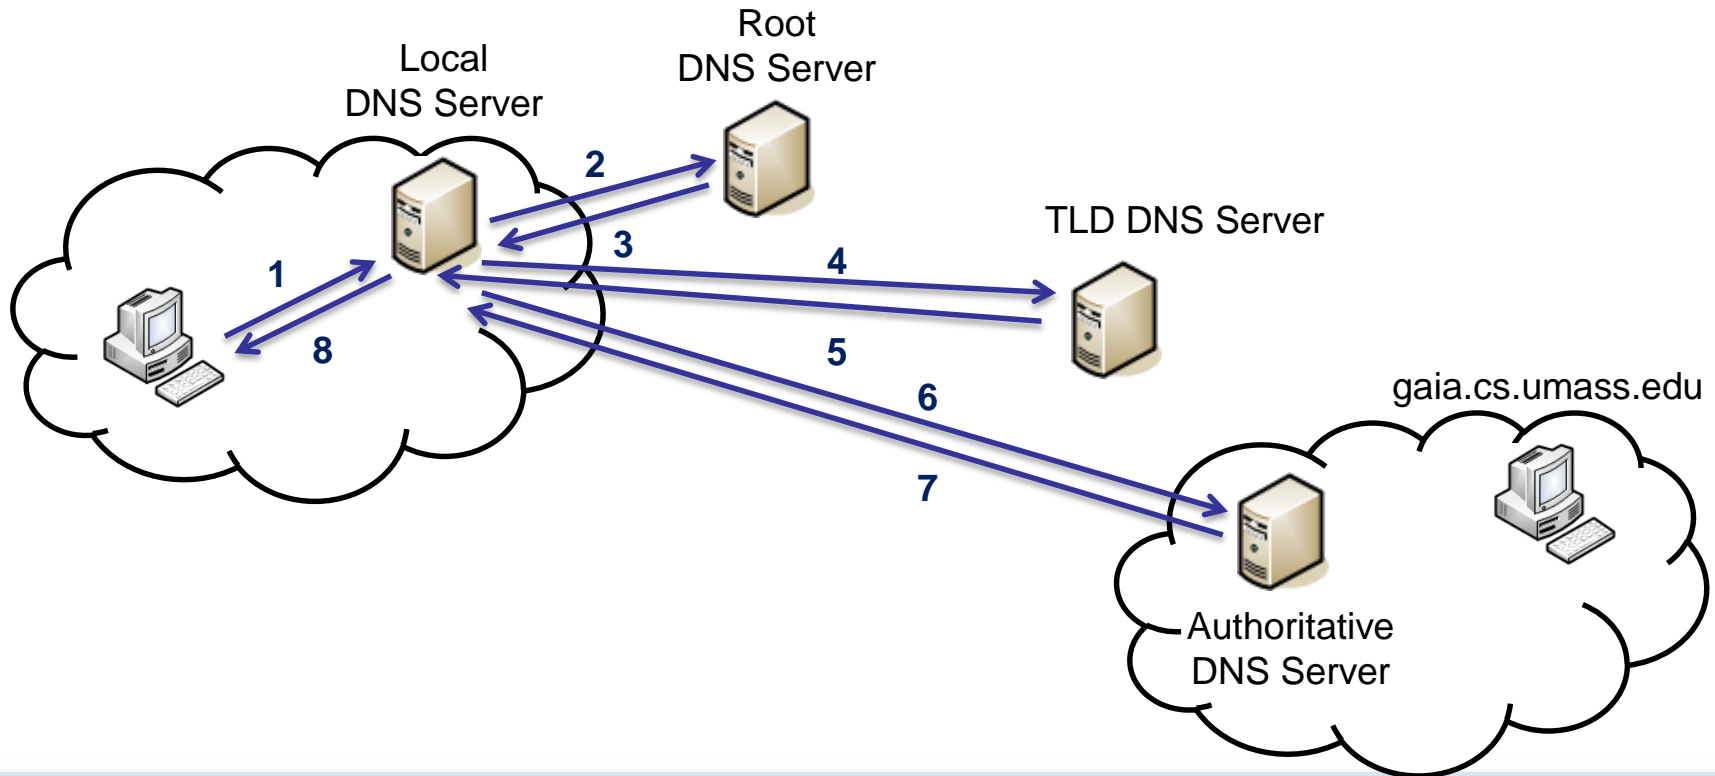 Root
DNS Server
Local
DNS Server
2
TLD DNS Server
3
4
1
8
5
6
gaia.cs.umass.edu
7
Authoritative
DNS Server